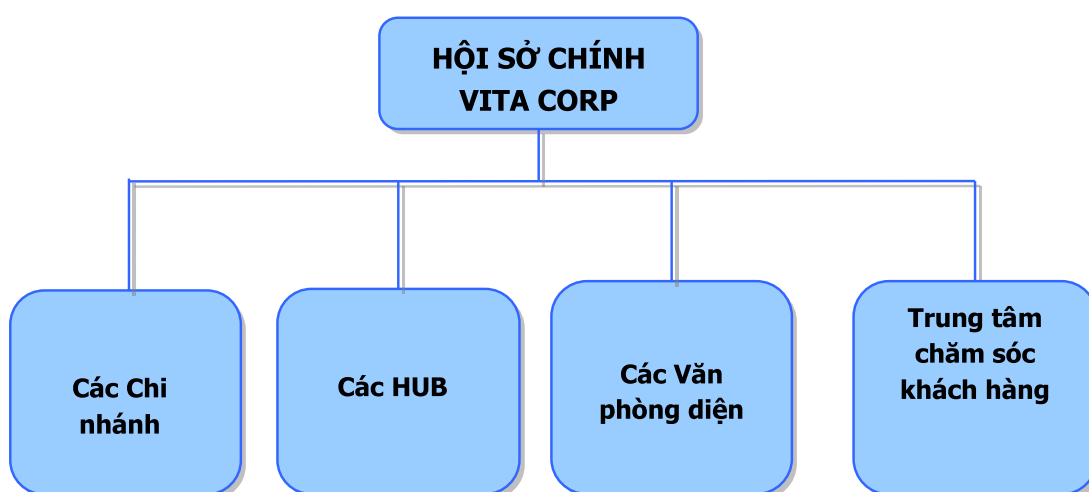 HỘI SỞ CHÍNH
VITA CORP
Các Chi
nhánh
Các HUB
Các Văn
phòng diện
Trung tâm
chăm sóc
khách hàng